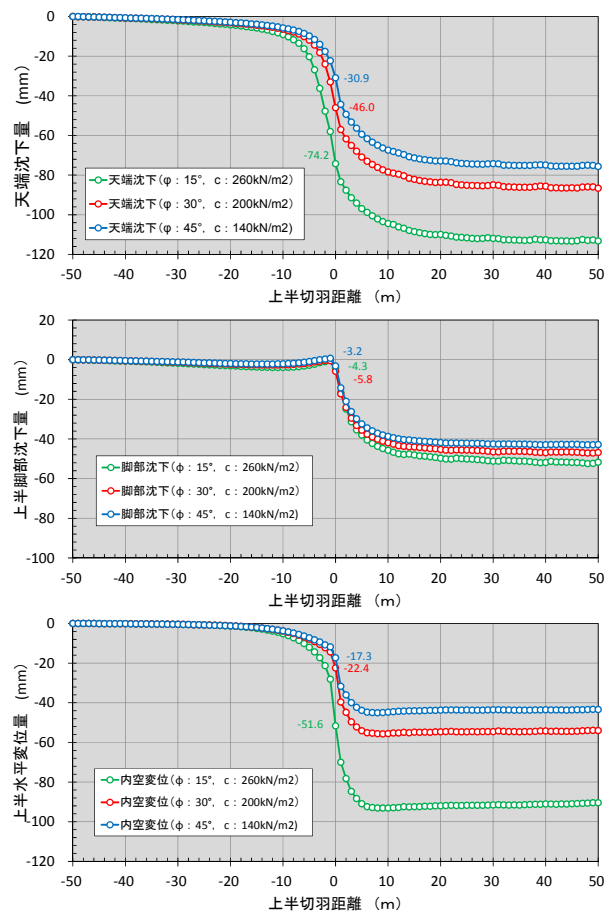 0
-20
-40
-60
-80
-100
-120
天端沈下量 (mm)
-30.9
-46.0
-74.2
天端沈下(φ：15°, c：260kN/m2)
天端沈下(φ：30°, c：200kN/m2)
天端沈下(φ：45°, c：140kN/m2)
-50 -40 -30 -20 -10 0 10 20 30 40 50
上半切羽距離 (m)
20
0
-20
-40
-60
-80
-100
上半脚部沈下量 (mm)
-3.2
-4.3
-5.8
脚部沈下(φ：15°, c：260kN/m2)
脚部沈下(φ：30°, c：200kN/m2)
脚部沈下(φ：45°, c：140kN/m2)
-50 -40 -30 -20 -10 0 10 20 30 40 50
上半切羽距離 (m)
0
-20
-40
-60
-80
-100
-120
上半水平変位量 (mm)
-17.3
-22.4
-51.6
内空変位(φ：15°, c：260kN/m2)
内空変位(φ：30°, c：200kN/m2)
内空変位(φ：45°, c：140kN/m2)
-50 -40 -30 -20 -10 0 10 20 30 40 50
上半切羽距離 (m)